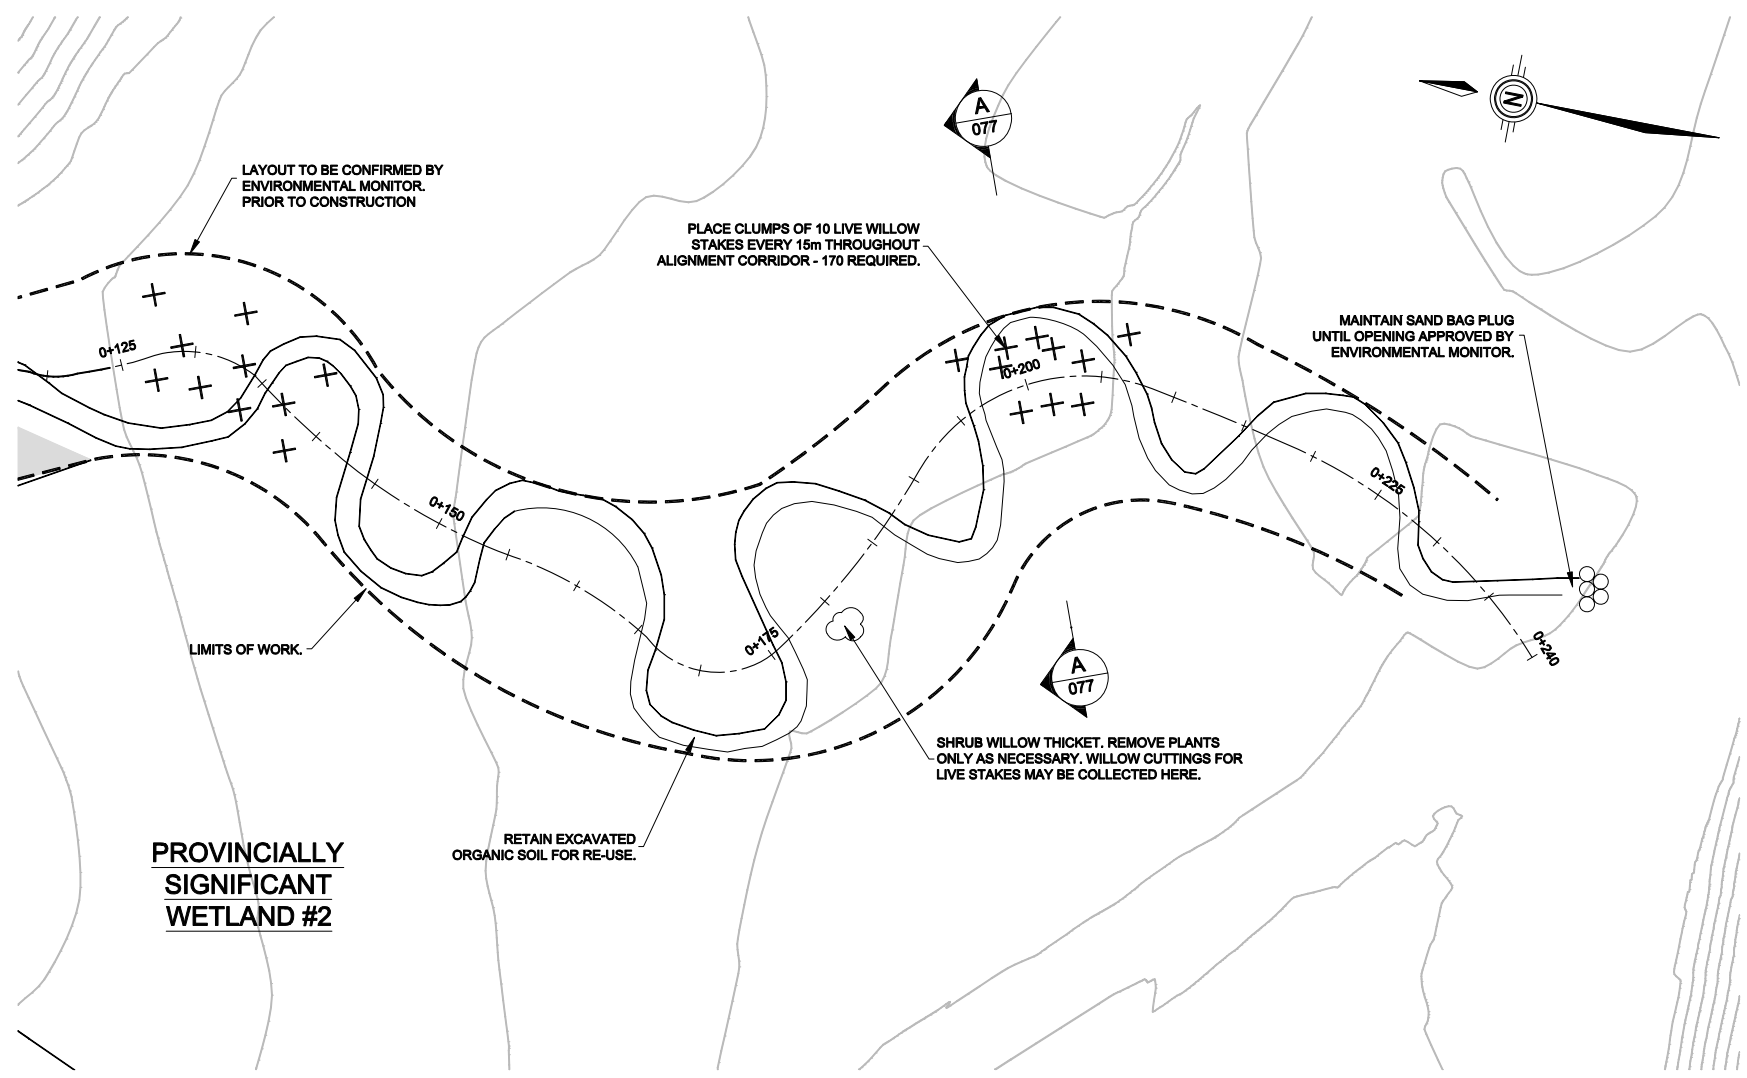 N
A
077
LAYOUT TO BE CONFIRMED BY
ENVIRONMENTAL MONITOR.
PRIOR TO CONSTRUCTION
PLACE CLUMPS OF 10 LIVE WILLOW
STAKES EVERY 15m THROUGHOUT
ALIGNMENT CORRIDOR - 170 REQUIRED.
MAINTAIN SAND BAG PLUG
UNTIL OPENING APPROVED BY
ENVIRONMENTAL MONITOR.
0+125
0+200
0+225
0+150
0+175
0+240
LIMITS OF WORK.
A
077
SHRUB WILLOW THICKET. REMOVE PLANTS
ONLY AS NECESSARY. WILLOW CUTTINGS FOR
LIVE STAKES MAY BE COLLECTED HERE.
RETAIN EXCAVATED
ORGANIC SOIL FOR RE-USE.
PROVINCIALLY
SIGNIFICANT
WETLAND #2